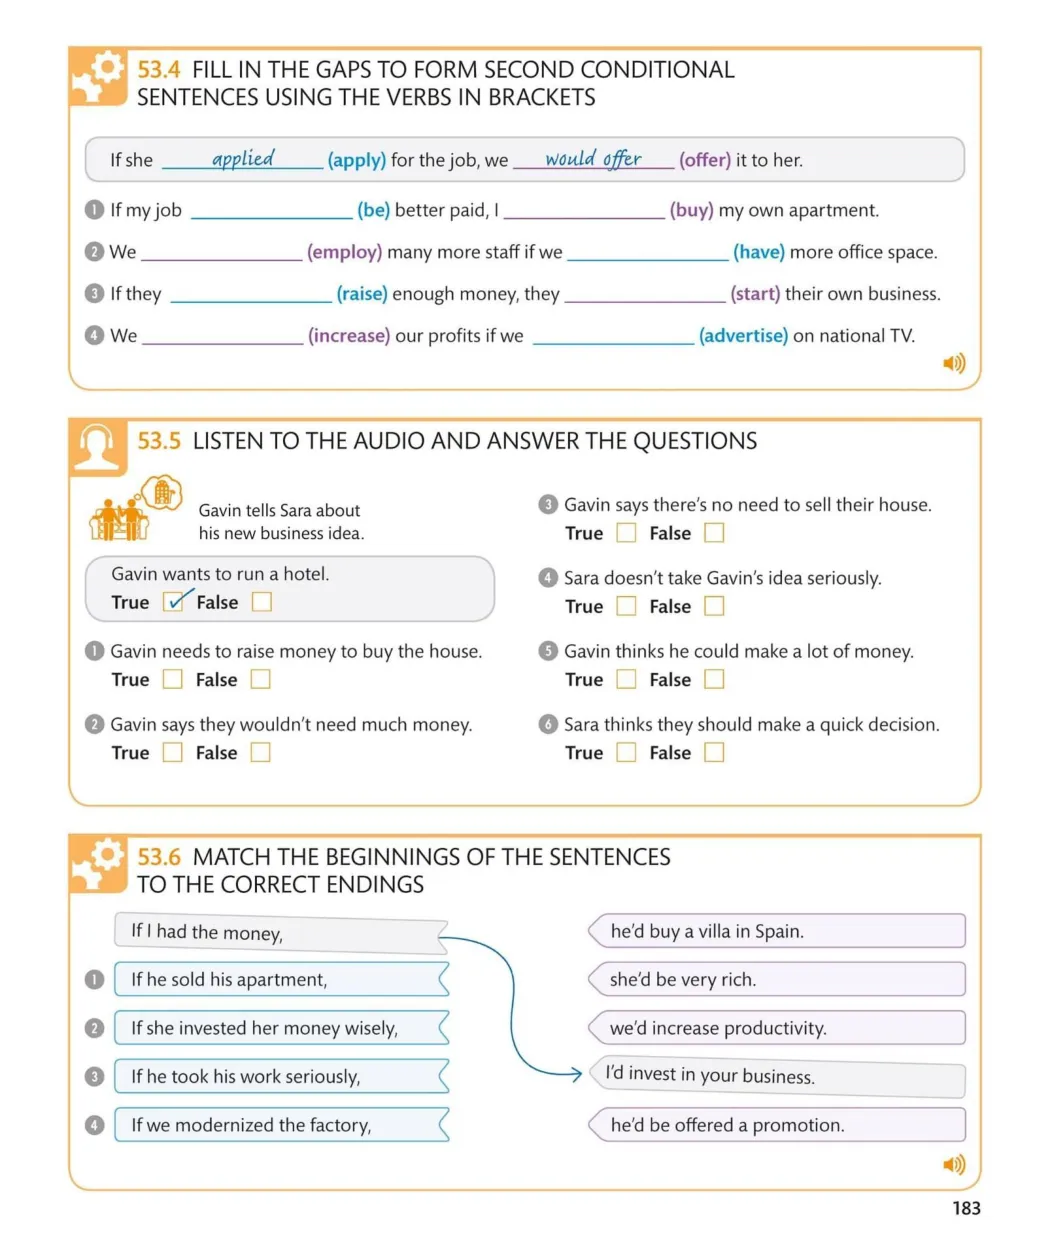 53.4 FILL IN THE GAPS TO FORM SECOND CONDITIONAL
SENTENCES USING THE VERBS IN BRACKETS
If she applied (apply) for the job, we would offer (offer) it to her.
1 If my job ____ (be) better paid, I ____ (buy) my own apartment.
2 We ____ (employ) many more staff if we ____ (have) more office space.
3 If they ____ (raise) enough money, they ____ (start) their own business.
4 We ____ (increase) our profits if we ____ (advertise) on national TV.
53.5 LISTEN TO THE AUDIO AND ANSWER THE QUESTIONS
Gavin tells Sara about
his new business idea.
Gavin wants to run a hotel.
True False
1 Gavin needs to raise money to buy the house.
True False
2 Gavin says they wouldn't need much money.
True False
3 Gavin says there's no need to sell their house.
True False
4 Sara doesn't take Gavin's idea seriously.
True False
5 Gavin thinks he could make a lot of money.
True False
6 Sara thinks they should make a quick decision.
True False
53.6 MATCH THE BEGINNINGS OF THE SENTENCES
TO THE CORRECT ENDINGS
If I had the money,
1 If he sold his apartment,
2 If she invested her money wisely,
3 If he took his work seriously,
4 If we modernized the factory,
he'd buy a villa in Spain.
she'd be very rich.
we'd increase productivity.
I'd invest in your business.
he'd be offered a promotion.
183